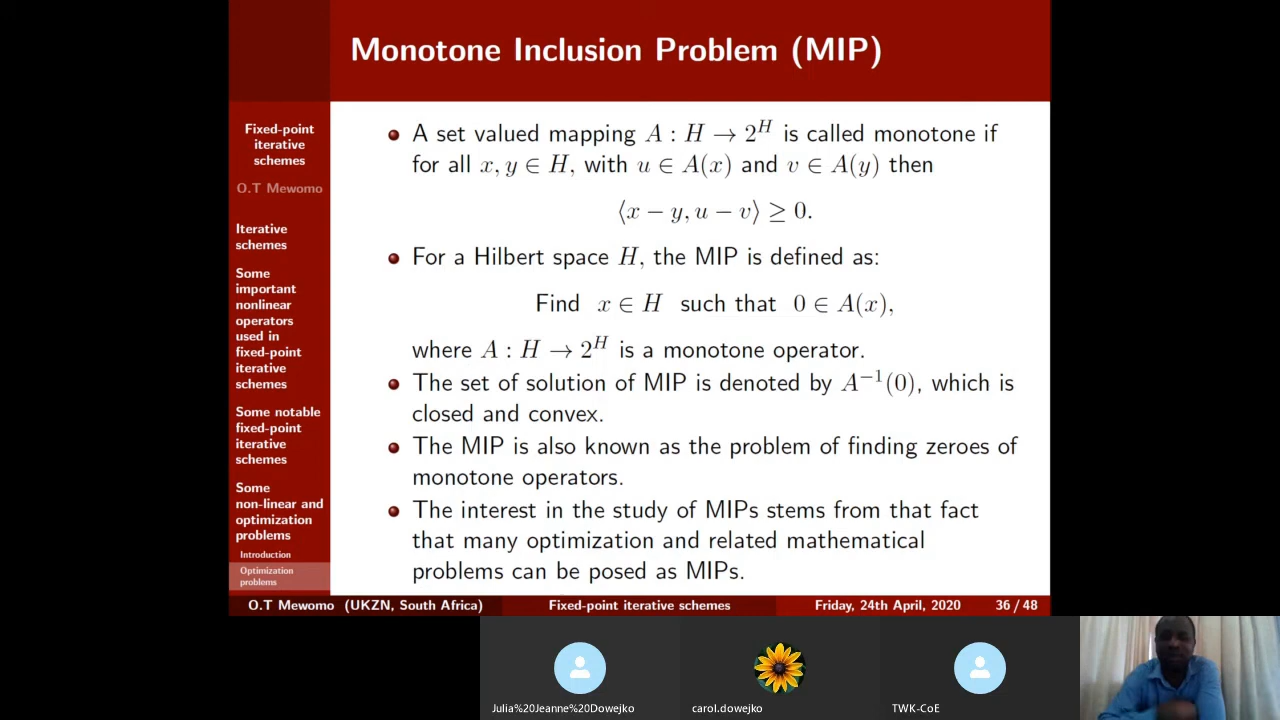 Monotone Inclusion Problem (MIP)
Fixed-point
iterative
schemes
O.T Mewomo
Iterative
schemes
Some
important
nonlinear
operators
used in
fixed-point
iterative
schemes
Some notable
fixed-point
iterative
schemes
Some
non-linear and
optimization
problems
Introduction
Optimization
problems
A set valued mapping A : H → 2^H is called monotone if
for all x, y ∈ H, with u ∈ A(x) and v ∈ A(y) then
⟨x − y, u − v⟩ ≥ 0.
For a Hilbert space H, the MIP is defined as:
Find x ∈ H such that 0 ∈ A(x),
where A : H → 2^H is a monotone operator.
The set of solution of MIP is denoted by A^−1(0), which is
closed and convex.
The MIP is also known as the problem of finding zeroes of
monotone operators.
The interest in the study of MIPs stems from that fact
that many optimization and related mathematical
problems can be posed as MIPs.
O.T Mewomo (UKZN, South Africa) Fixed-point iterative schemes Friday, 24th April, 2020 36 / 48
Julia%20Jeanne%20Dowejko carol.dowejko TWK-CoE